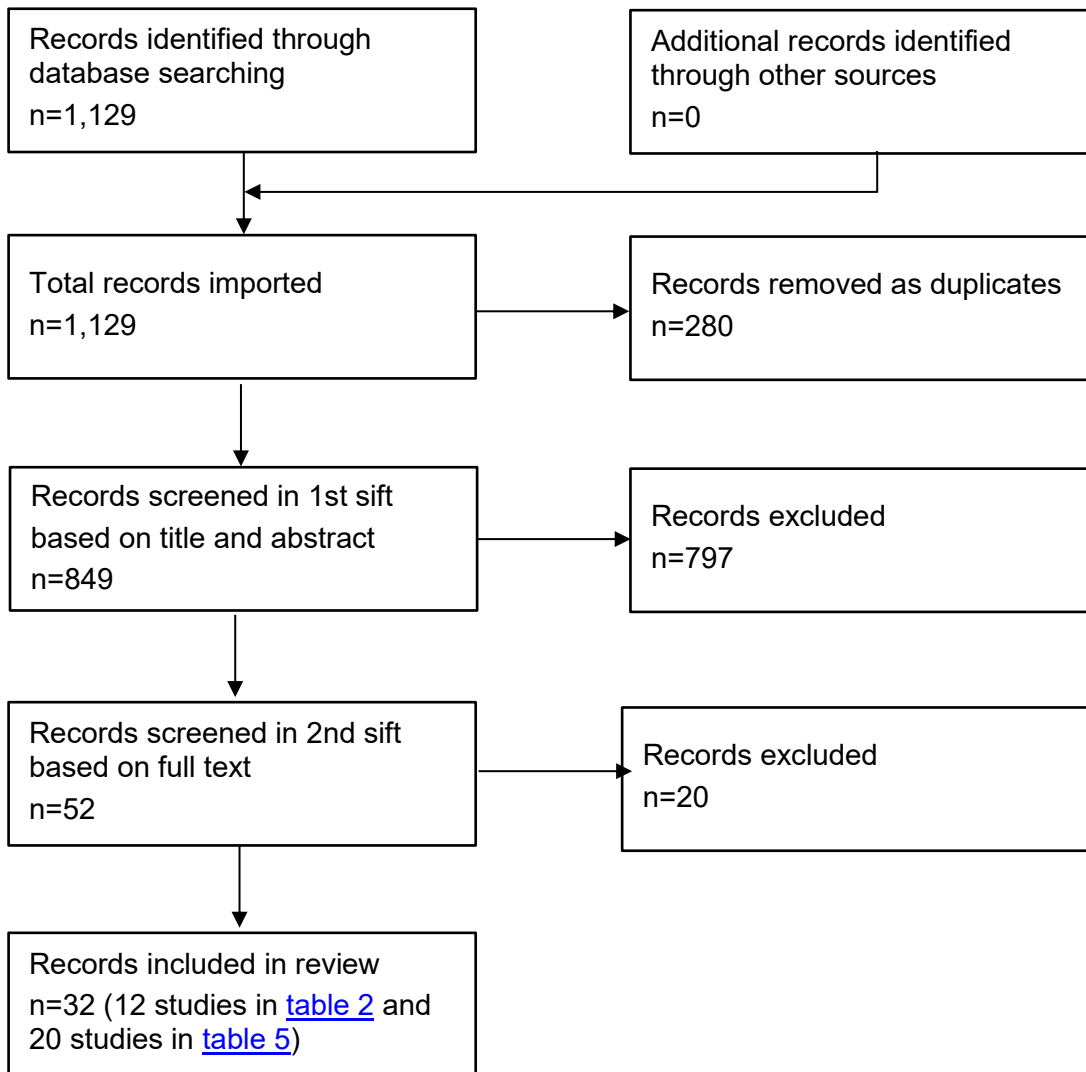 Records identified through
database searching
n=1,129
Additional records identified
through other sources
n=0
Total records imported
n=1,129
Records removed as duplicates
n=280
Records screened in 1st sift
based on title and abstract
n=849
Records excluded
n=797
Records screened in 2nd sift
based on full text
n=52
Records excluded
n=20
Records included in review
n=32 (12 studies in table 2 and
20 studies in table 5)